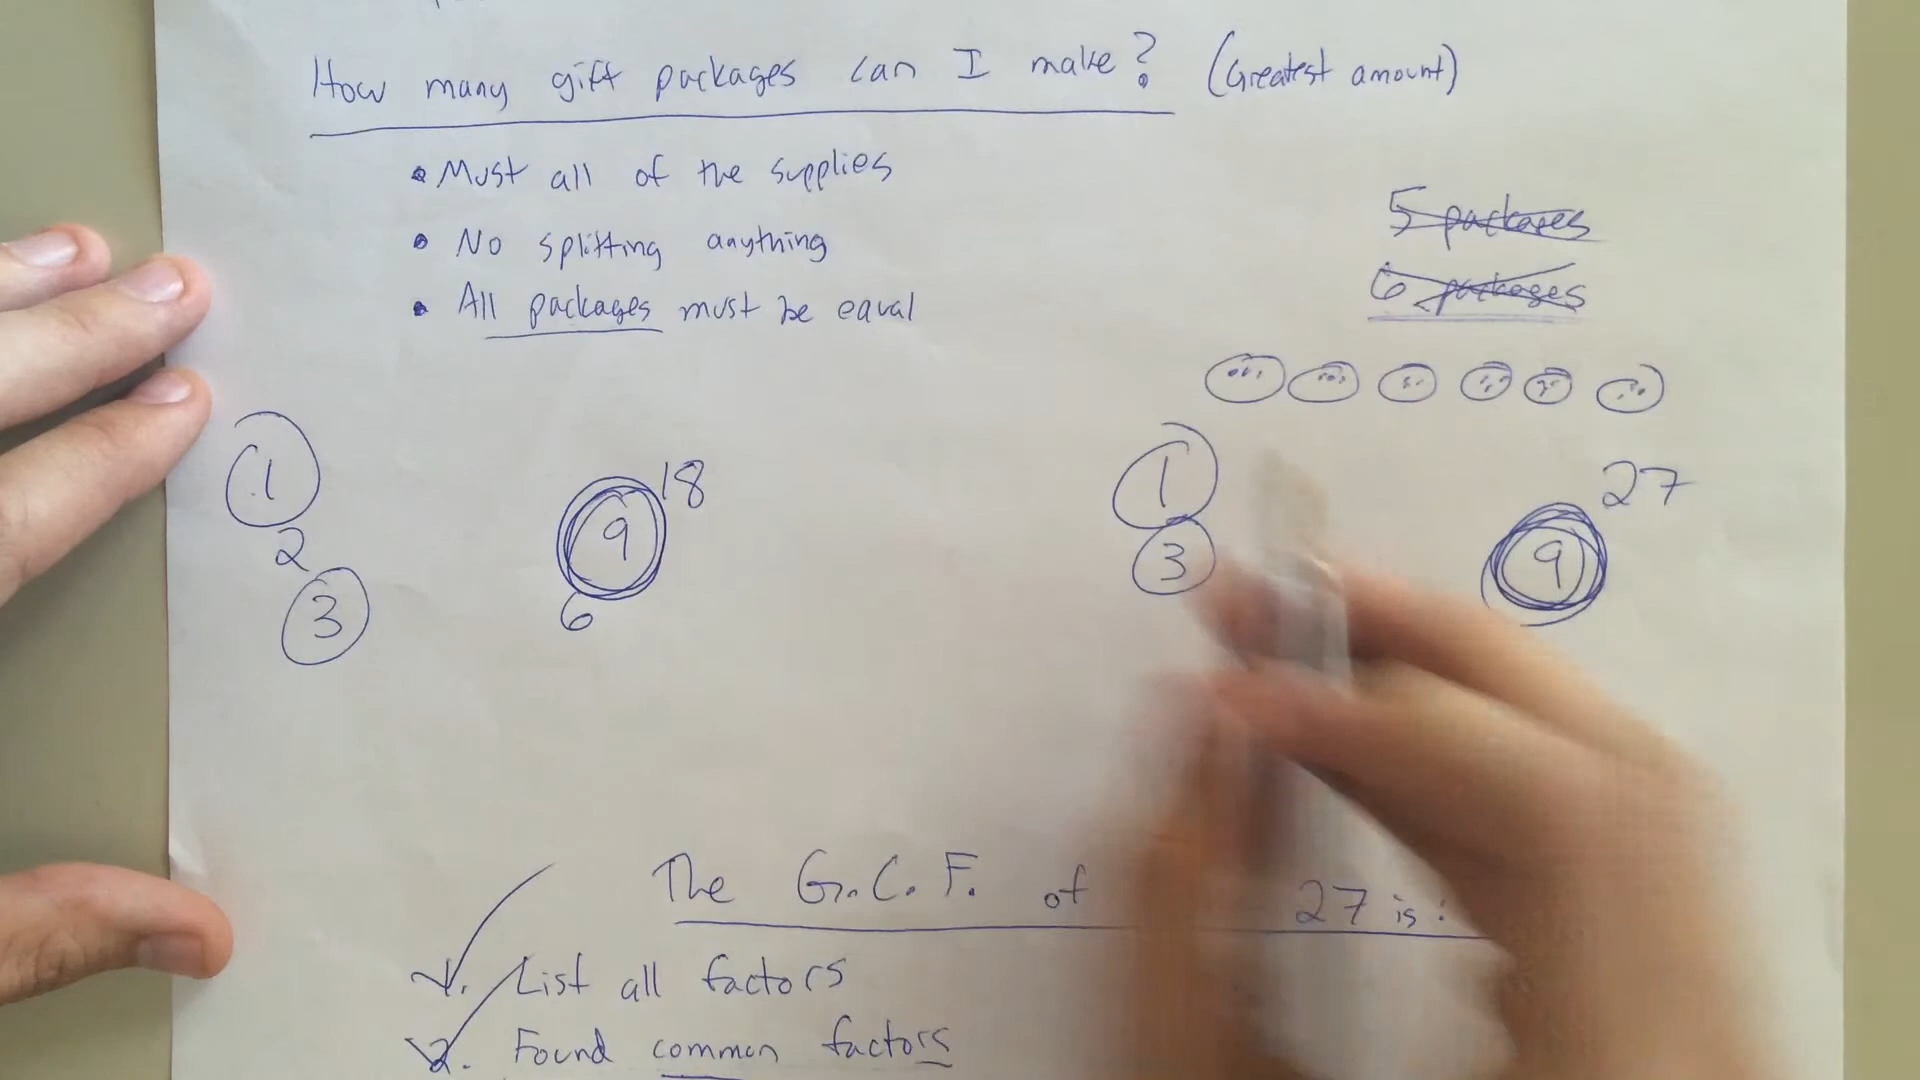 How many gift packages can I make? (Greatest amount)
• Must all of the supplies
• No splitting anything
• All packages must be equal
5 packages
6 packages
1 18 1 27
2 9 3 9
3 6
The G.C.F. of 27 is:
1. List all factors
2. Found common factors